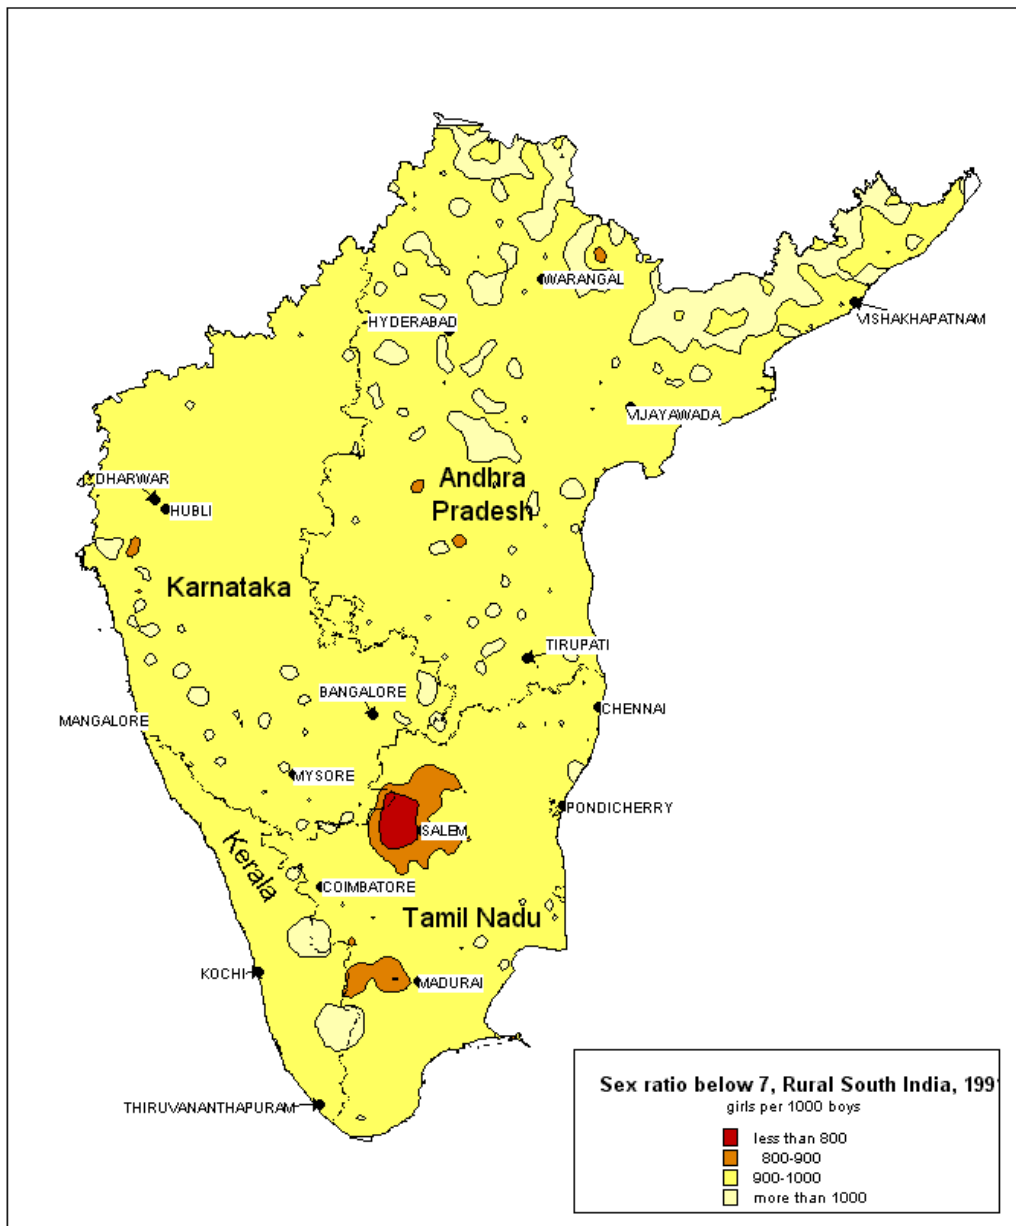 WARANGAL
HYDERABAD
VISHAKHAPATNAM
VIJAYAWADA
DHARWAR
HUBLI
Andhra
Pradesh
Karnataka
TIRUPATI
BANGALORE
CHENNAI
MANGALORE
MYSORE
PONDICHERRY
SALEM
Kerala
COIMBATORE
Tamil Nadu
KOCHI
MADURAI
THIRUVANANTHAPURAM
Sex ratio below 7, Rural South India, 199
girls per 1000 boys
less than 800
800-900
900-1000
more than 1000